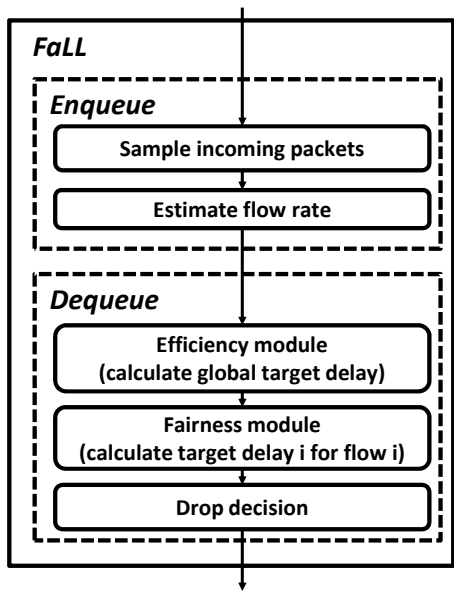 FaLL
Enqueue
Sample incoming packets
Estimate flow rate
Dequeue
Efficiency module
(calculate global target delay)
Fairness module
(calculate target delay i for flow i)
Drop decision